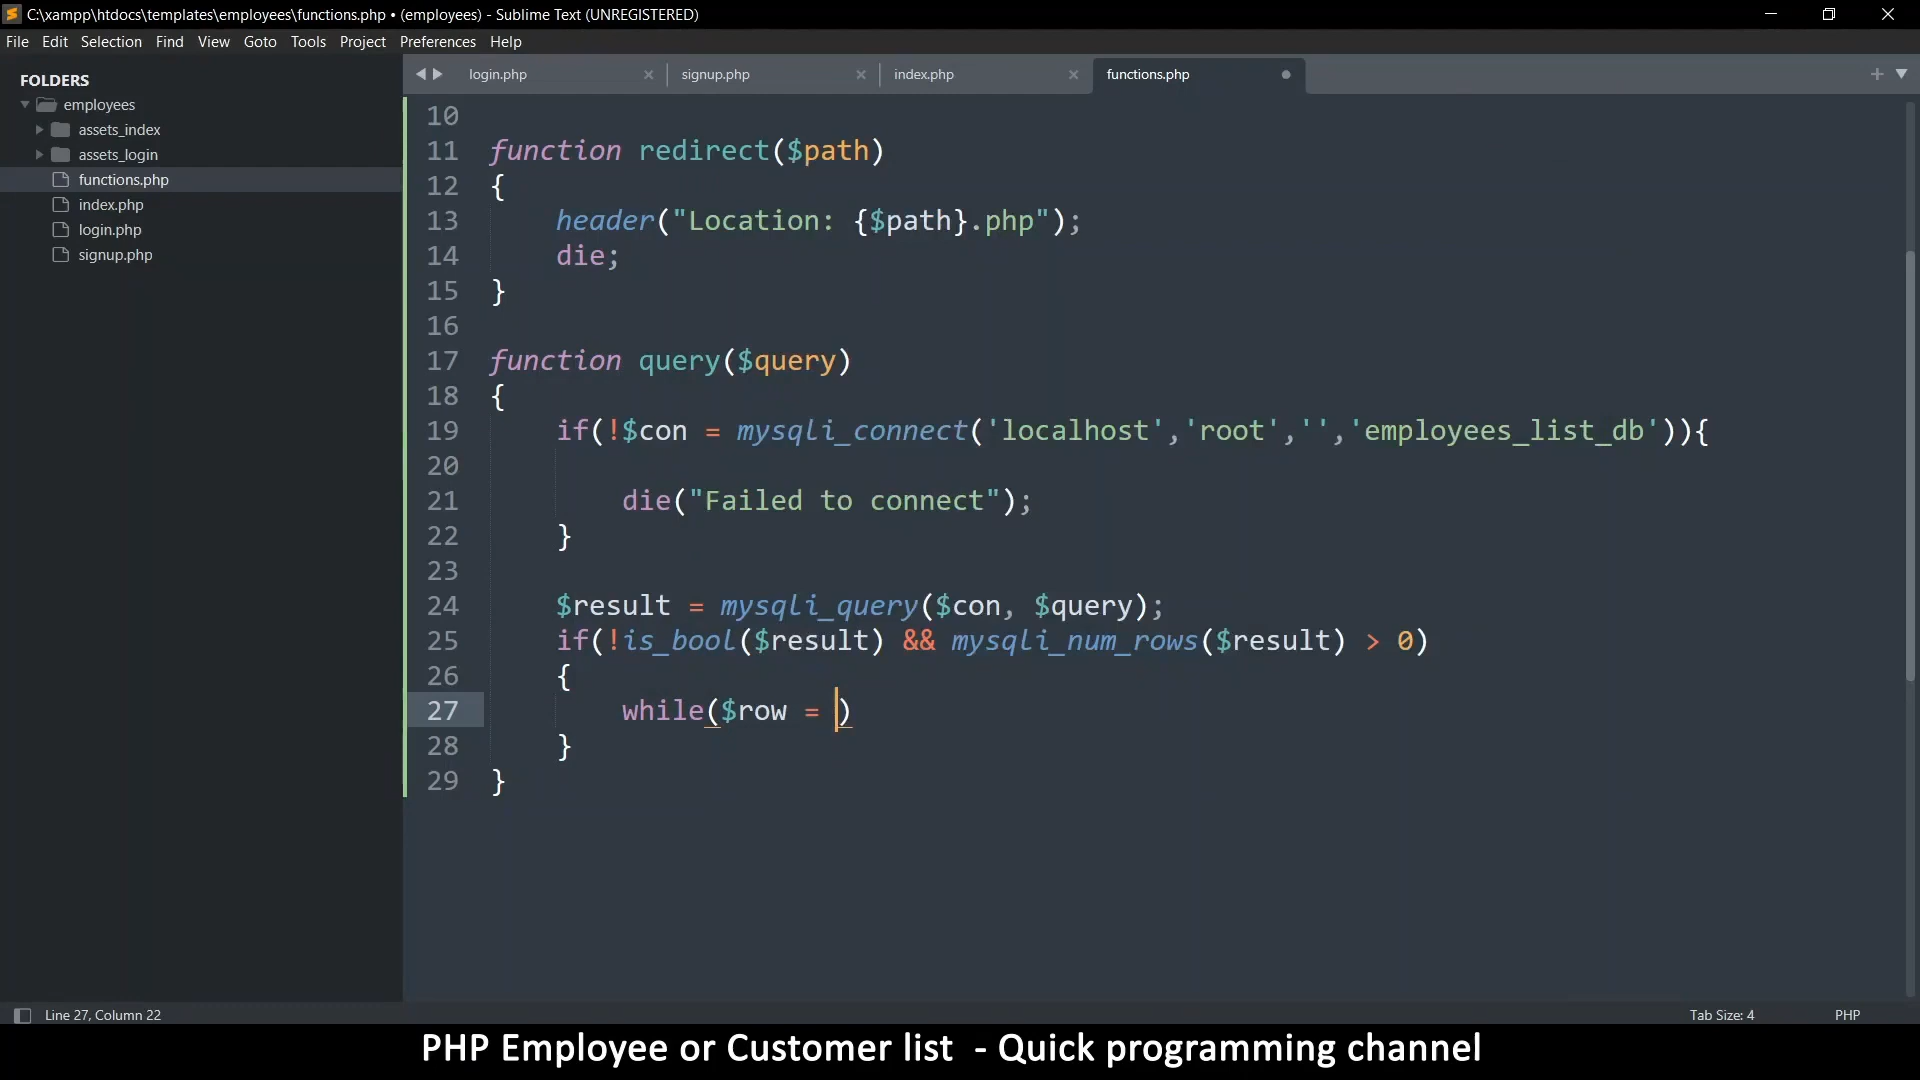 C:\xampp\htdocs\templates\employees\functions.php • (employees) - Sublime Text (UNREGISTERED)
File Edit Selection Find View Goto Tools Project Preferences Help
FOLDERS
employees
assets_index
assets_login
functions.php
index.php
login.php
signup.php
login.php signup.php index.php functions.php
10
11 function redirect($path)
12 {
13 header("Location: {$path}.php");
14 die;
15 }
16
17 function query($query)
18 {
19 if(!$con = mysqli_connect('localhost','root','','employees_list_db')){
20
21 die("Failed to connect");
22 }
23
24 $result = mysqli_query($con, $query);
25 if(!is_bool($result) && mysqli_num_rows($result) > 0)
26 {
27 while($row = )
28 }
29 }
Line 27, Column 22
Tab Size: 4 PHP
PHP Employee or Customer list - Quick programming channel